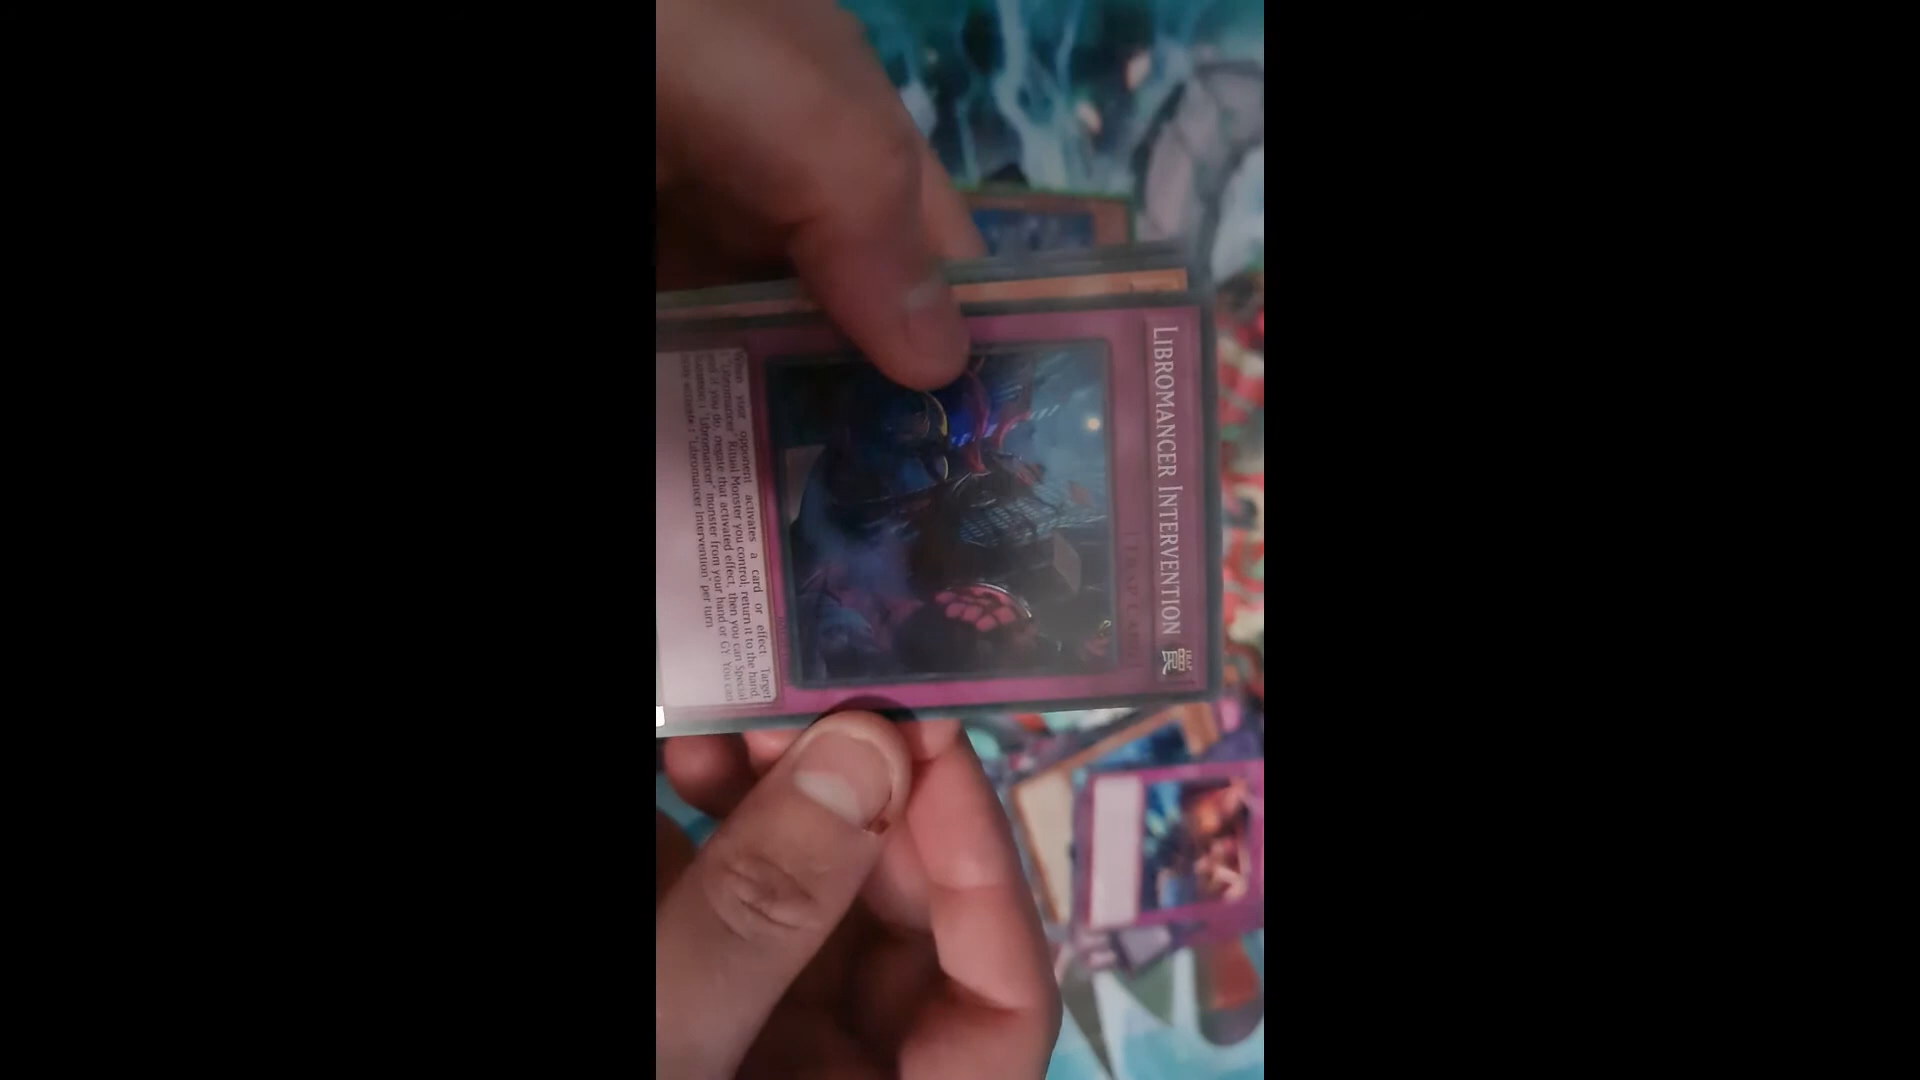 LIBROMANCER INTERVENTION
TRAP
[TRAP CARD]
When your opponent activates a card or effect: Target
1 "Libromancer" Ritual Monster you control; return it to the hand,
and if you do, negate that activated effect, then you can Special
Summon 1 "Libromancer" monster from your hand or GY. You can
only activate 1 "Libromancer Intervention" per turn.